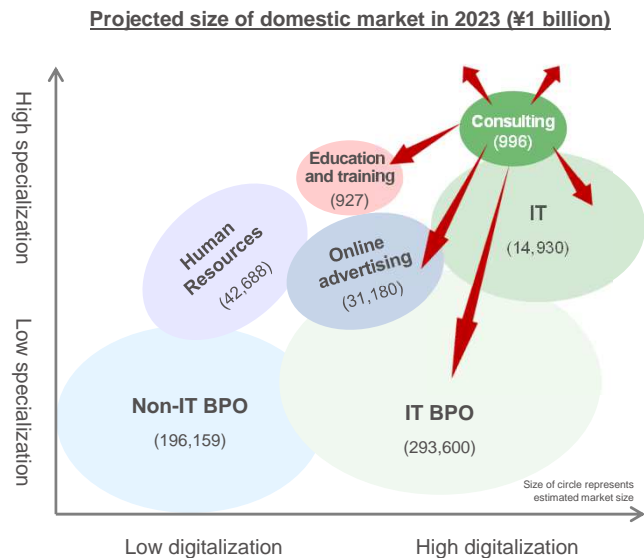 Projected size of domestic market in 2023 (¥1 billion)
High specialization
Low specialization
Consulting
(996)
Education
and training
(927)
IT
(14,930)
Human
Resources
(42,688)
Online
advertising
(31,180)
Non-IT BPO
(196,159)
IT BPO
(293,600)
Size of circle represents
estimated market size
Low digitalization
High digitalization